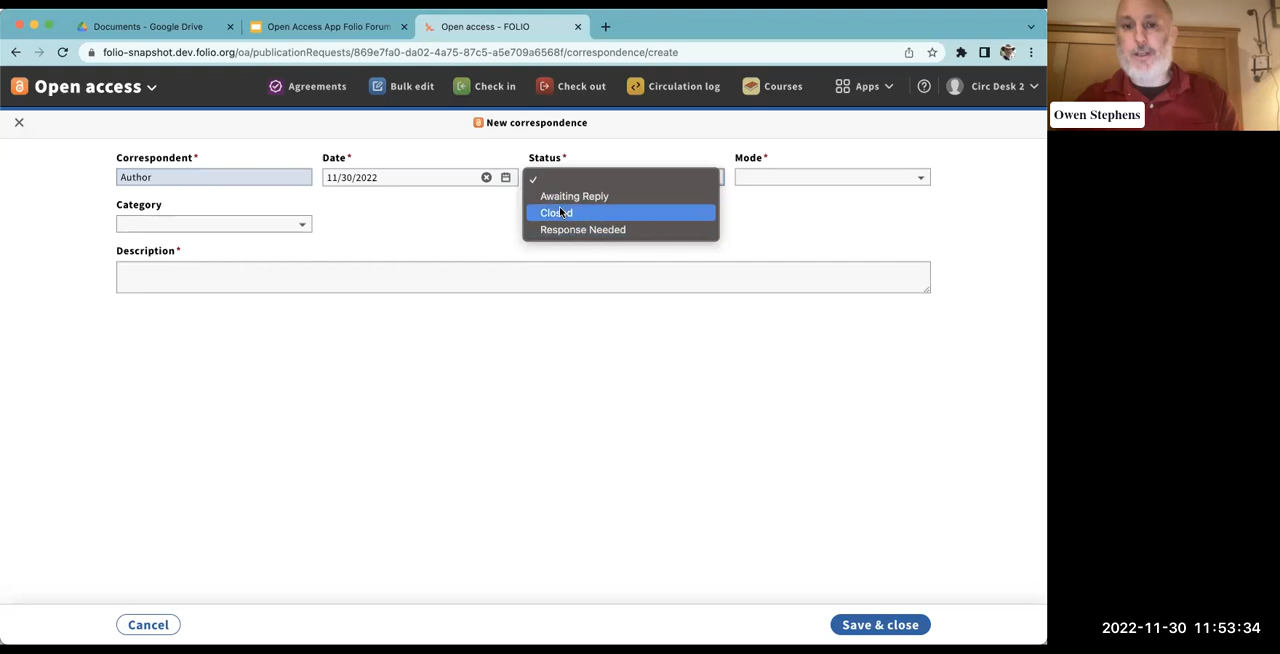 Documents - Google Drive
Open Access App Folio Forum
Open access - FOLIO
folio-snapshot.dev.folio.org/oa/publicationRequests/869e7fa0-da02-4a75-87c5-a5e709a6568f/correspondence/create
Open access
Agreements
Bulk edit
Check in
Check out
Circulation log
Courses
Apps
Circ Desk 2
Owen Stephens
New correspondence
Correspondent*
Date*
Status*
Mode*
Author
11/30/2022
Awaiting Reply
Closed
Response Needed
Category
Description*
Cancel
Save & close
2022-11-30 11:53:34